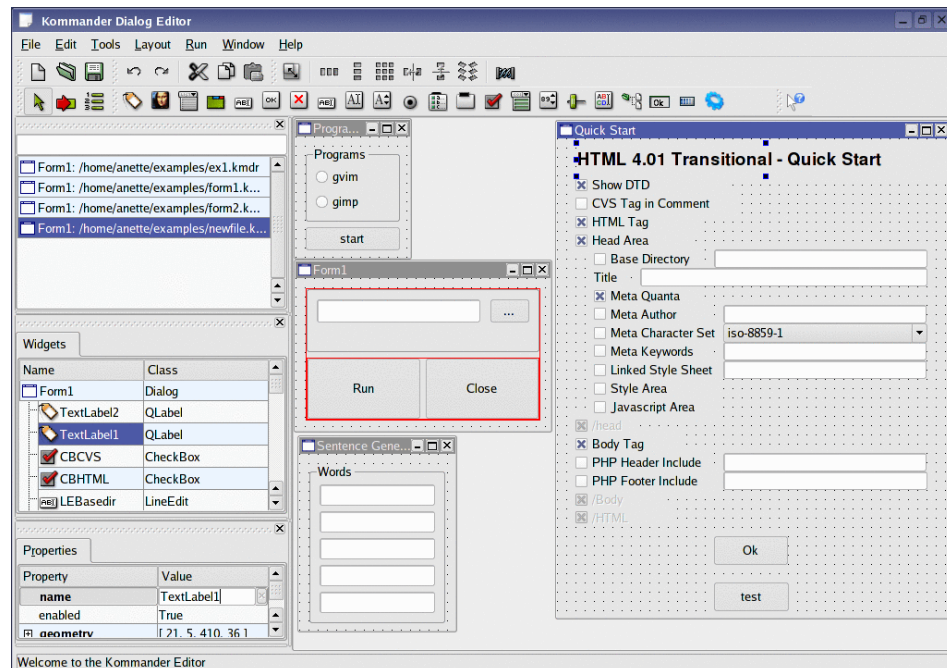 Kommander Dialog Editor
File Edit Tools Layout Run Window Help
Form1: /home/anette/examples/ex1.kmdr
Form1: /home/anette/examples/form1.k...
Form1: /home/anette/examples/form2.k...
Form1: /home/anette/examples/newfile.k...
Widgets
Name Class
Form1 Dialog
TextLabel2 QLabel
TextLabel1 QLabel
CBCVS CheckBox
CBHTML CheckBox
LEBasedir LineEdit
Properties
Property Value
name TextLabel1
enabled True
geometry [ 21, 5, 410, 36 ]
Progra...
Programs
gvim
gimp
start
Form1
...
Run Close
Sentence Gene...
Words
Quick Start
HTML 4.01 Transitional - Quick Start
Show DTD
CVS Tag in Comment
HTML Tag
Head Area
Base Directory
Title
Meta Quanta
Meta Author
Meta Character Set iso-8859-1
Meta Keywords
Linked Style Sheet
Style Area
Javascript Area
/head
Body Tag
PHP Header Include
PHP Footer Include
/Body
/HTML
Ok
test
Welcome to the Kommander Editor